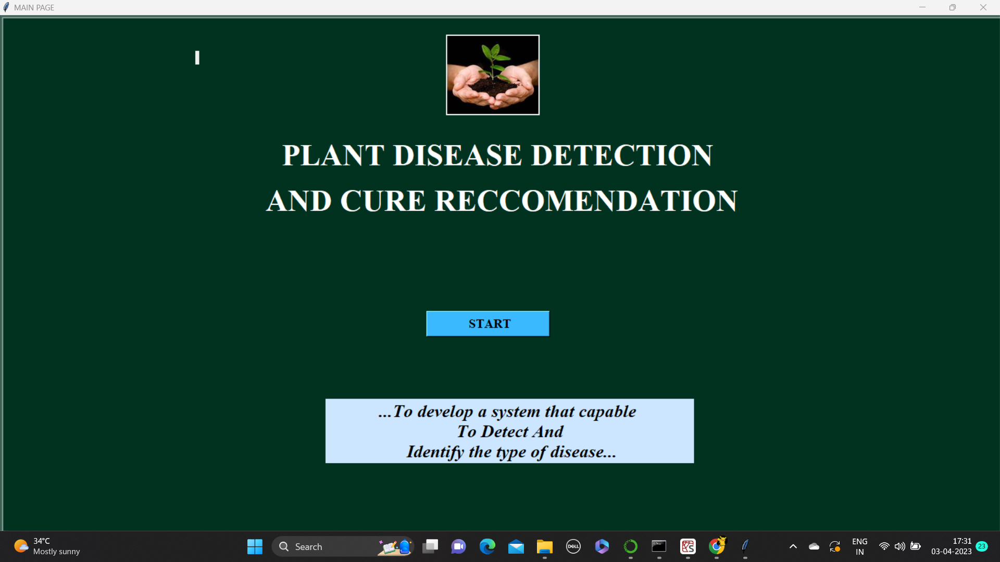 MAIN PAGE
PLANT DISEASE DETECTION
AND CURE RECCOMENDATION
START
...To develop a system that capable
To Detect And
Identify the type of disease...
34°C
Mostly sunny
Search
DELL
ENG
IN
17:31
03-04-2023
23